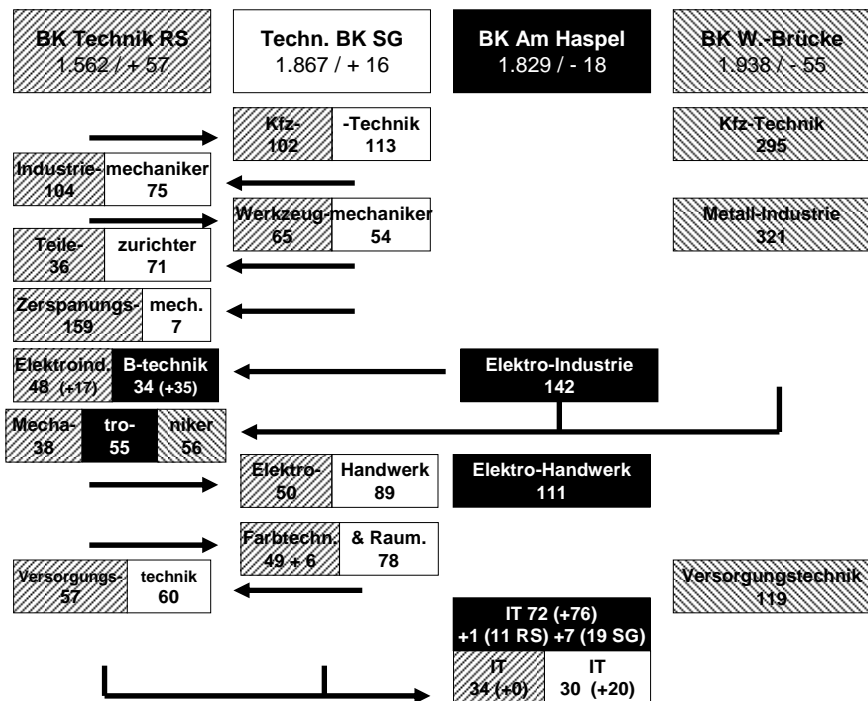 BK Technik RS
1.562 / + 57
Techn. BK SG
1.867 / + 16
BK Am Haspel
1.829 / - 18
BK W.-Brücke
1.938 / - 55
Kfz- -Technik
102 113
Kfz-Technik
295
Industrie- mechaniker
104 75
Werkzeug- mechaniker
65 54
Metall-Industrie
321
Teile- zurichter
36 71
Zerspanungs- mech.
159 7
Elektroind. B-technik
48 (+17) 34 (+35)
Elektro-Industrie
142
Mecha- tro- niker
38 55 56
Elektro- Handwerk
50 89
Elektro-Handwerk
111
Farbtechn. & Raum.
49 + 6 78
Versorgungs- technik
57 60
Versorgungstechnik
119
IT 72 (+76)
+1 (11 RS) +7 (19 SG)
IT IT
34 (+0) 30 (+20)